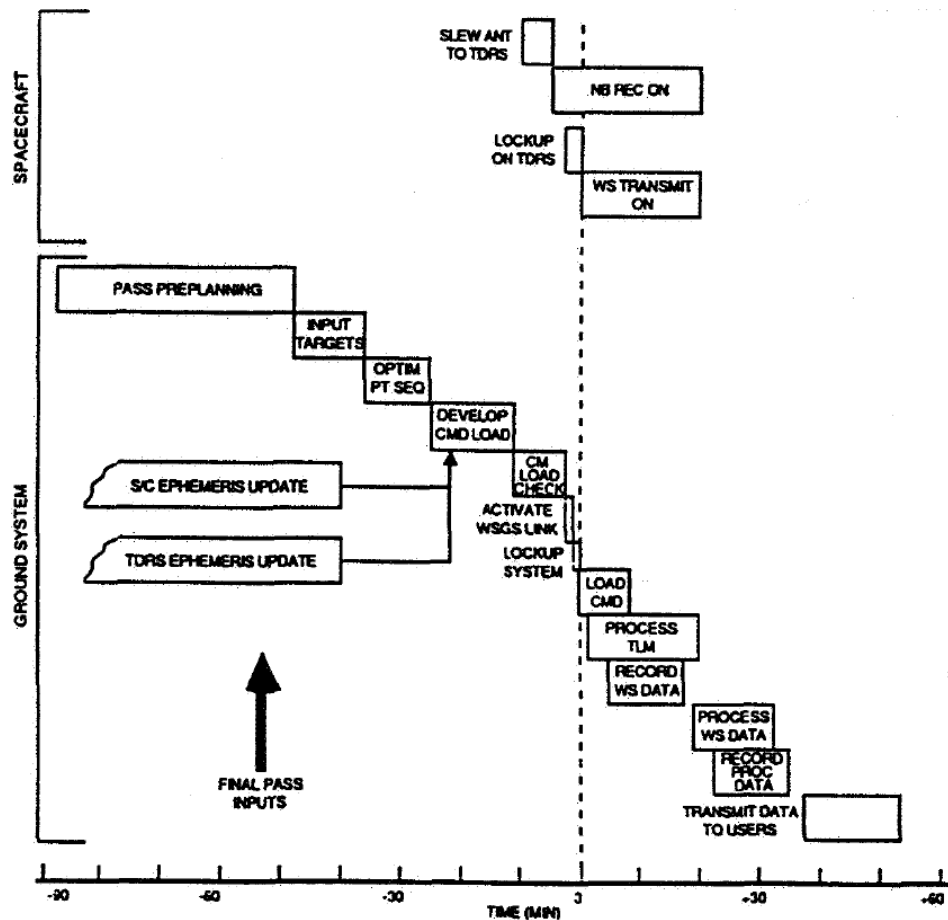 SPACECRAFT
SLEW ANT
TO TDRS
NB REC ON
LOCKUP
ON TDRS
WS TRANSMIT
ON
GROUND SYSTEM
PASS PREPLANNING
INPUT
TARGETS
OPTIM
PT SEQ
DEVELOP
CMD LOAD
CM
LOAD
CHECK
S/C EPHEMERIS UPDATE
ACTIVATE
WSGS LINK
TDRS EPHEMERIS UPDATE
LOCKUP
SYSTEM
LOAD
CMD
PROCESS
TLM
RECORD
WS DATA
PROCESS
WS DATA
RECORD
PROC
DATA
FINAL PASS
INPUTS
TRANSMIT DATA
TO USERS
-90 -60 -30 0 +30 +60
TIME (MIN)